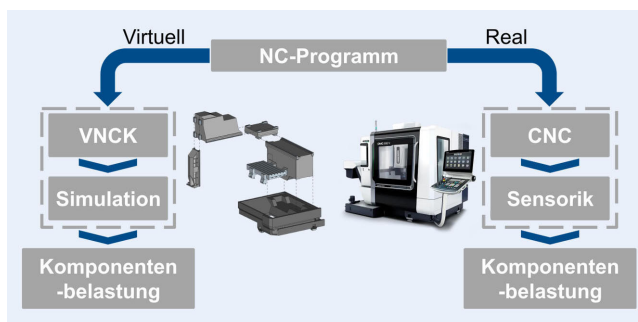 Virtuell
NC-Programm
Real
VNCK
CNC
Simulation
Sensorik
Komponenten
-belastung
Komponenten
-belastung